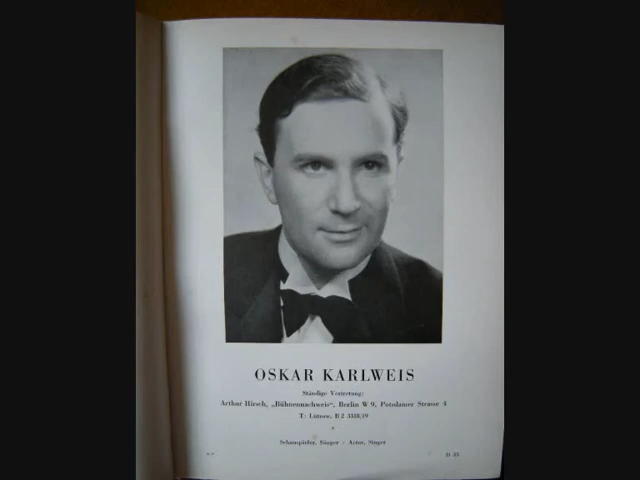 OSKAR KARLWEIS
Ständige Vertretung:
Arthur Hirsch, „Bühnennachweis“, Berlin W 9, Potsdamer Strasse 4
T: Lützow, B 2 3318/19
*
Schauspieler, Sänger - Actor, Singer
D 35